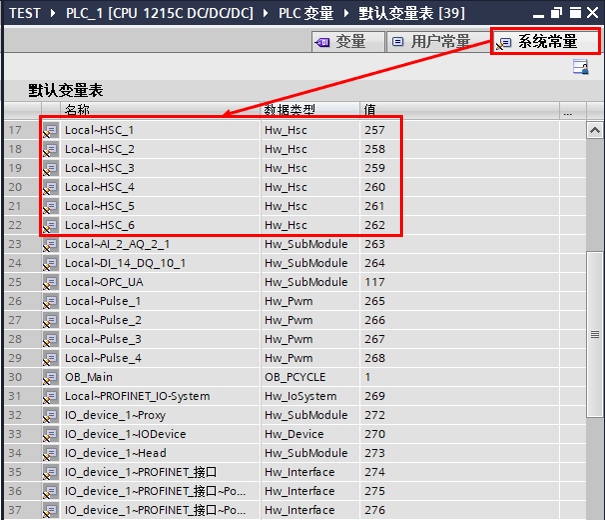 TEST PLC_1 [CPU 1215C DC/DC/DC] PLC 变量 默认变量表 [39]
变量 用户常量 系统常量
默认变量表
名称 数据类型 值 ...
17 Local~HSC_1 Hw_Hsc 257
18 Local~HSC_2 Hw_Hsc 258
19 Local~HSC_3 Hw_Hsc 259
20 Local~HSC_4 Hw_Hsc 260
21 Local~HSC_5 Hw_Hsc 261
22 Local~HSC_6 Hw_Hsc 262
23 Local~AI_2_AQ_2_1 Hw_SubModule 263
24 Local~DI_14_DQ_10_1 Hw_SubModule 264
25 Local~OPC_UA Hw_SubModule 117
26 Local~Pulse_1 Hw_Pwm 265
27 Local~Pulse_2 Hw_Pwm 266
28 Local~Pulse_3 Hw_Pwm 267
29 Local~Pulse_4 Hw_Pwm 268
30 OB_Main OB_PCYCLE 1
31 Local~PROFINET_IO-System Hw_IoSystem 269
32 IO_device_1~Proxy Hw_SubModule 272
33 IO_device_1~IODevice Hw_Device 270
34 IO_device_1~Head Hw_SubModule 273
35 IO_device_1~PROFINET_接口 Hw_Interface 274
36 IO_device_1~PROFINET_接口~Po... Hw_Interface 275
37 IO_device_1~PROFINET_接口~Po... Hw_Interface 276